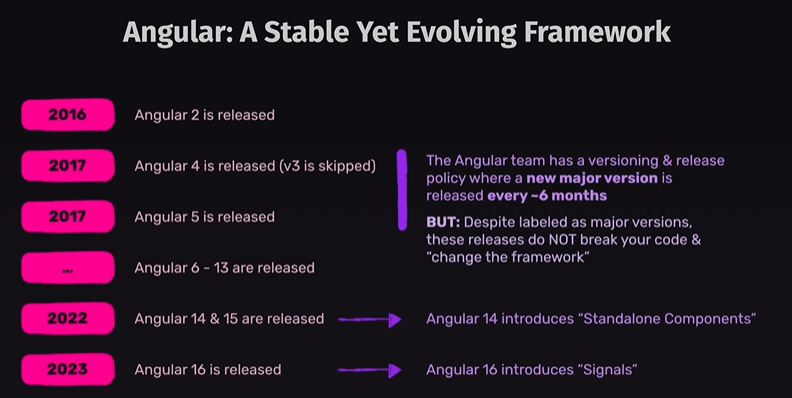 Angular: A Stable Yet Evolving Framework
2016 Angular 2 is released
2017 Angular 4 is released (v3 is skipped)
2017 Angular 5 is released
... Angular 6 - 13 are released
2022 Angular 14 & 15 are released
2023 Angular 16 is released
The Angular team has a versioning & release
policy where a new major version is
released every ~6 months
BUT: Despite labeled as major versions,
these releases do NOT break your code &
"change the framework"
Angular 14 introduces "Standalone Components"
Angular 16 introduces "Signals"